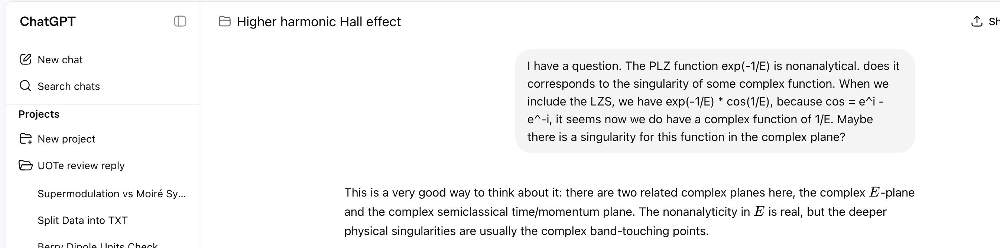 ChatGPT
New chat
Search chats
Projects
New project
UOTe review reply
Supermodulation vs Moiré Sy...
Split Data into TXT
Berry Dipole Units Check
Higher harmonic Hall effect
Sh
I have a question. The PLZ function exp(-1/E) is nonanalytical. does it
corresponds to the singularity of some complex function. When we
include the LZS, we have exp(-1/E) * cos(1/E), because cos = e^i -
e^-i, it seems now we do have a complex function of 1/E. Maybe
there is a singularity for this function in the complex plane?
This is a very good way to think about it: there are two related complex planes here, the complex E-plane
and the complex semiclassical time/momentum plane. The nonanalyticity in E is real, but the deeper
physical singularities are usually the complex band-touching points.